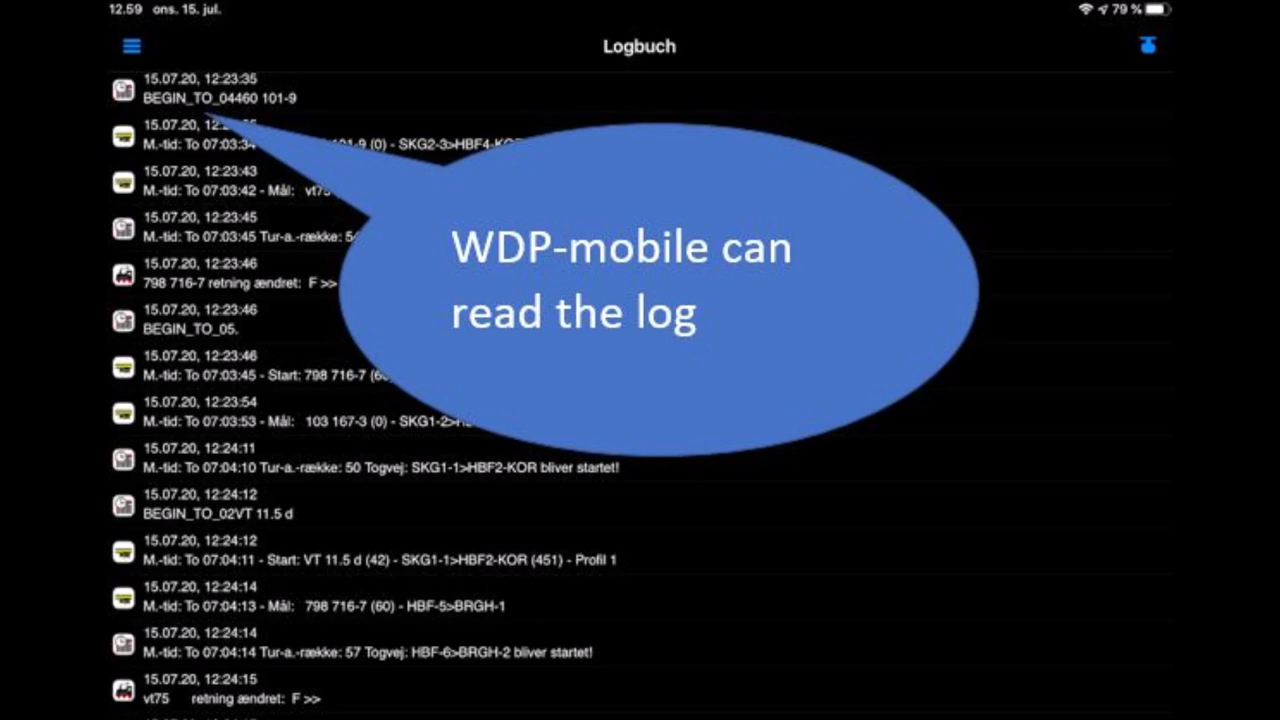 12.59 ons. 15. jul.
79 %
Logbuch
15.07.20, 12:23:35
BEGIN_TO_04460 101-9
15.07.20,
M.-tid: To 07:03:34 (0) - SKG2-3>HBF4-
15.07.20, 12:23:43
M.-tid: To 07:03:42 - Mål: vt75
15.07.20, 12:23:45
M.-tid: To 07:03:45 Tur-a.-række:
15.07.20, 12:23:46
798 716-7 retning ændret: F >>
15.07.20, 12:23:46
BEGIN_TO_05.
15.07.20, 12:23:46
M.-tid: To 07:03:45 - Start: 798 716-7
15.07.20, 12:23:54
M.-tid: To 07:03:53 - Mål: 103 167-3 (0) - SKG1-2>
15.07.20, 12:24:11
M.-tid: To 07:04:10 Tur-a.-række: 50 Togvej: SKG1-1>HBF2-KOR bliver startet!
15.07.20, 12:24:12
BEGIN_TO_02VT 11.5 d
15.07.20, 12:24:12
M.-tid: To 07:04:11 - Start: VT 11.5 d (42) - SKG1-1>HBF2-KOR (451) - Profil 1
15.07.20, 12:24:14
M.-tid: To 07:04:13 - Mål: 798 716-7 (60) - HBF-5>BRGH-1
15.07.20, 12:24:14
M.-tid: To 07:04:14 Tur-a.-række: 57 Togvej: HBF-6>BRGH-2 bliver startet!
15.07.20, 12:24:15
vt75 retning ændret: F >>
WDP-mobile can
read the log